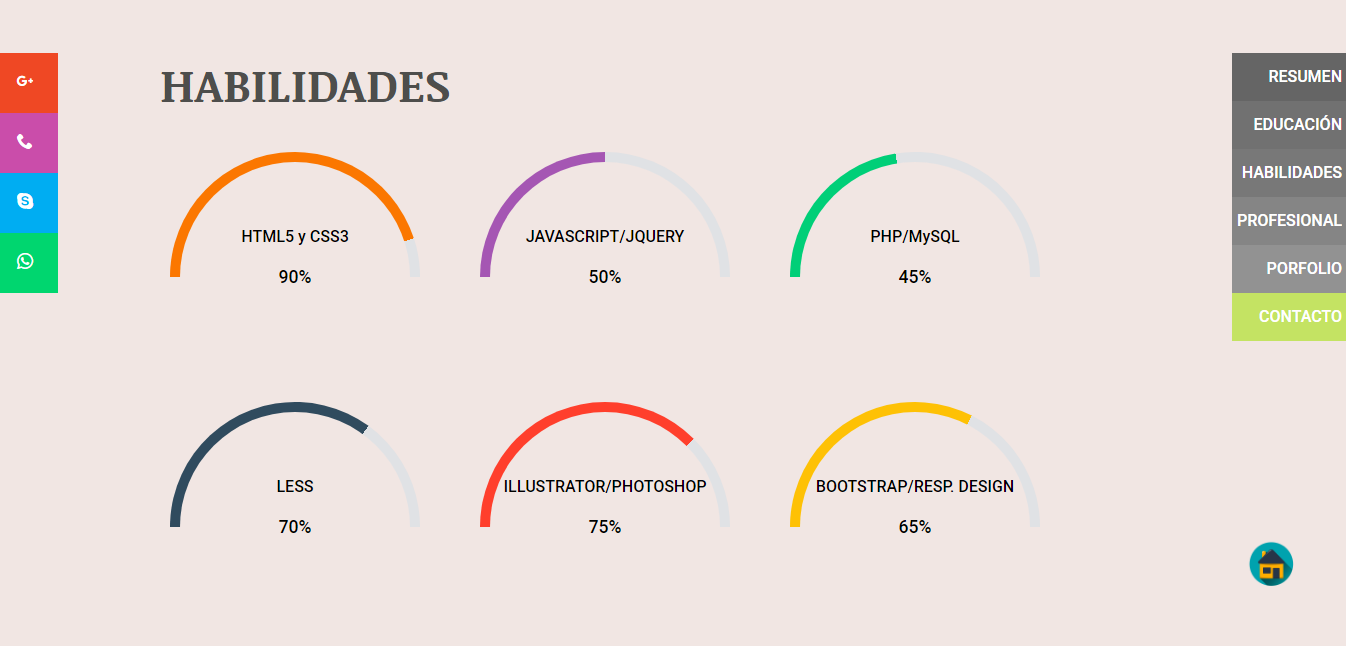 HABILIDADES
HTML5 y CSS3
90%
JAVASCRIPT/JQUERY
50%
PHP/MySQL
45%
LESS
70%
ILLUSTRATOR/PHOTOSHOP
75%
BOOTSTRAP/RESP. DESIGN
65%
G+
RESUMEN
EDUCACIÓN
HABILIDADES
PROFESIONAL
PORFOLIO
CONTACTO